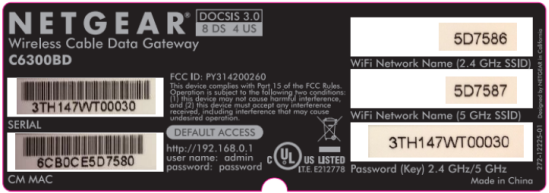 NETGEAR®
DOCSIS 3.0
8 DS 4 US
Wireless Cable Data Gateway
C6300BD
3TH147WT00030
SERIAL
6CB0CE5D7580
CM MAC
FCC ID: PY314200260
This device complies with Part 15 of the FCC Rules.
Operation is subject to the following two conditions:
(1) this device may not cause harmful interference,
and (2) this device must accept any interference
received, including interference that may cause
undesired operation.
DEFAULT ACCESS
http://192.168.0.1
user name: admin
password: password
C UL US LISTED
I.T.E. E212778
5D7586
WiFi Network Name (2.4 GHz SSID)
5D7587
WiFi Network Name (5 GHz SSID)
3TH147WT00030
Password (Key) 2.4 GHz/5 GHz
Made in China
272-12225-01
Designed by NETGEAR in California